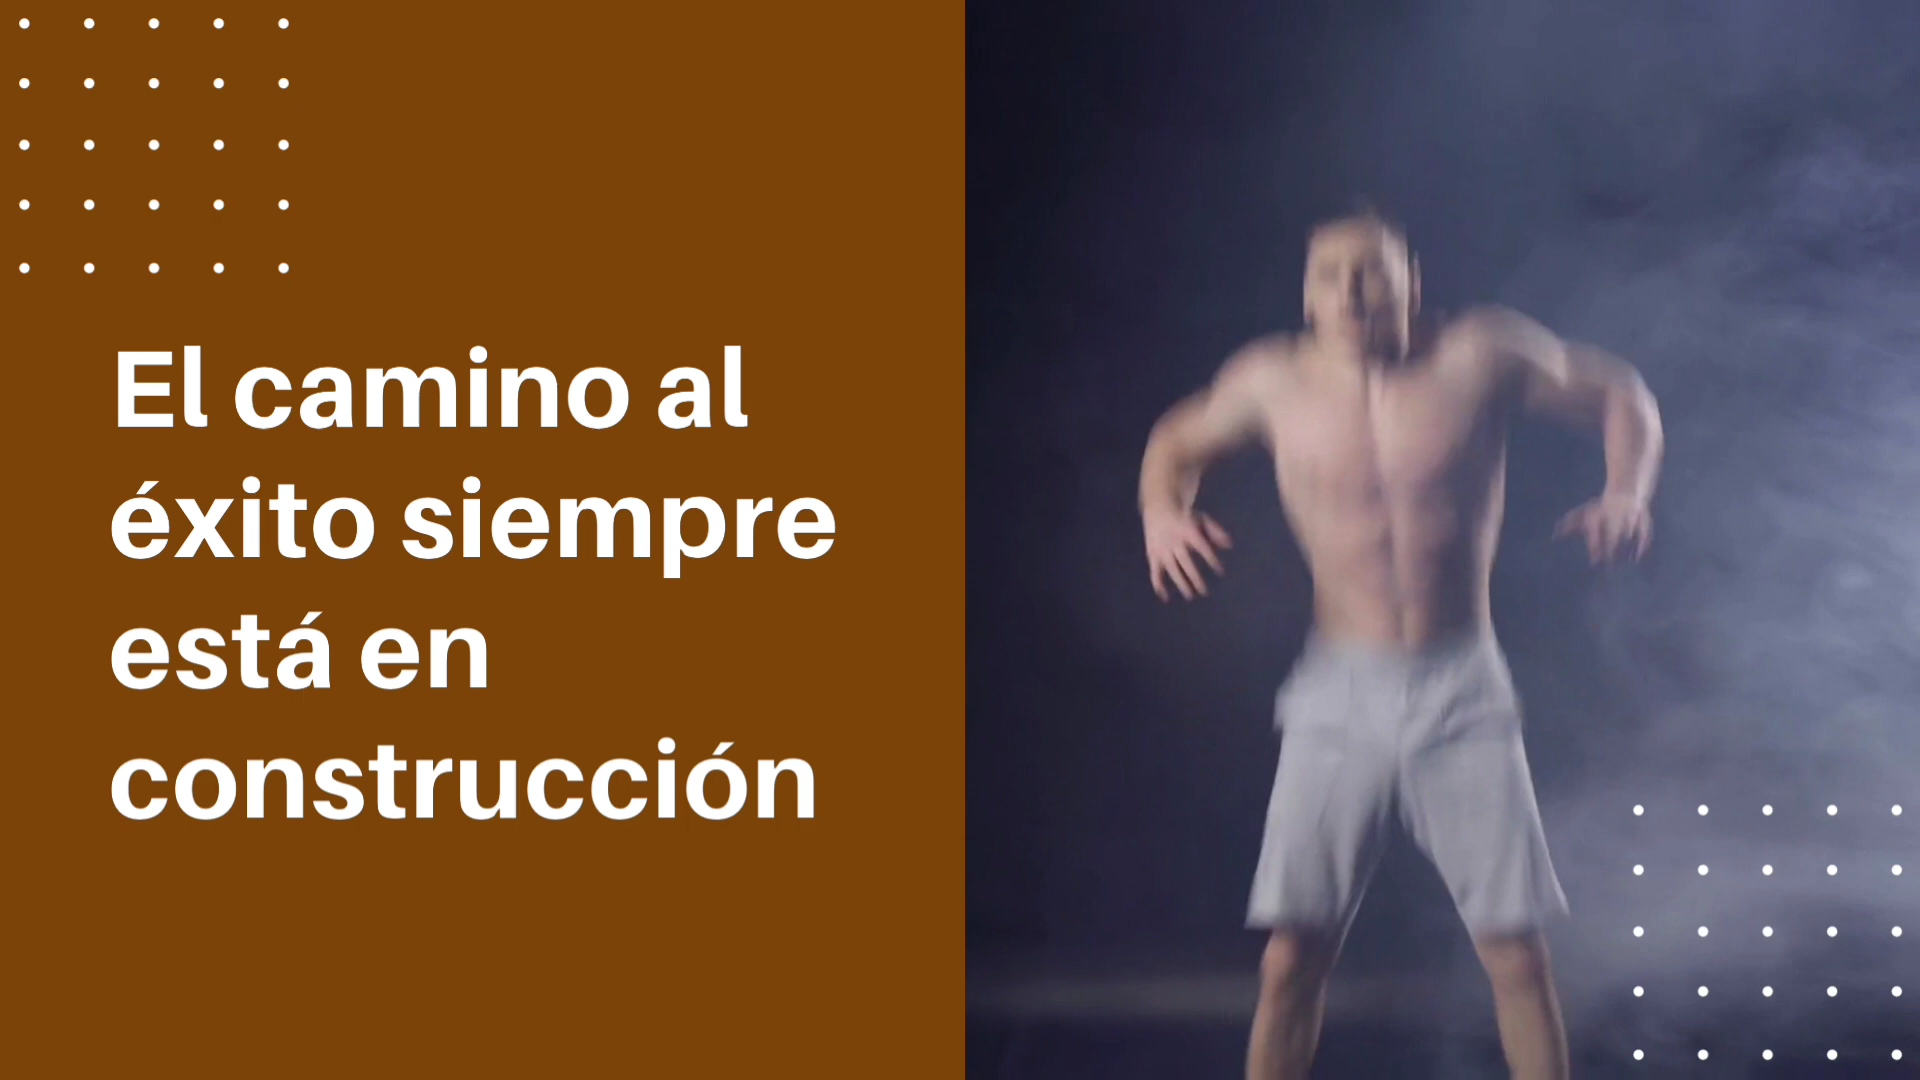 El camino al
éxito siempre
está en
construcción